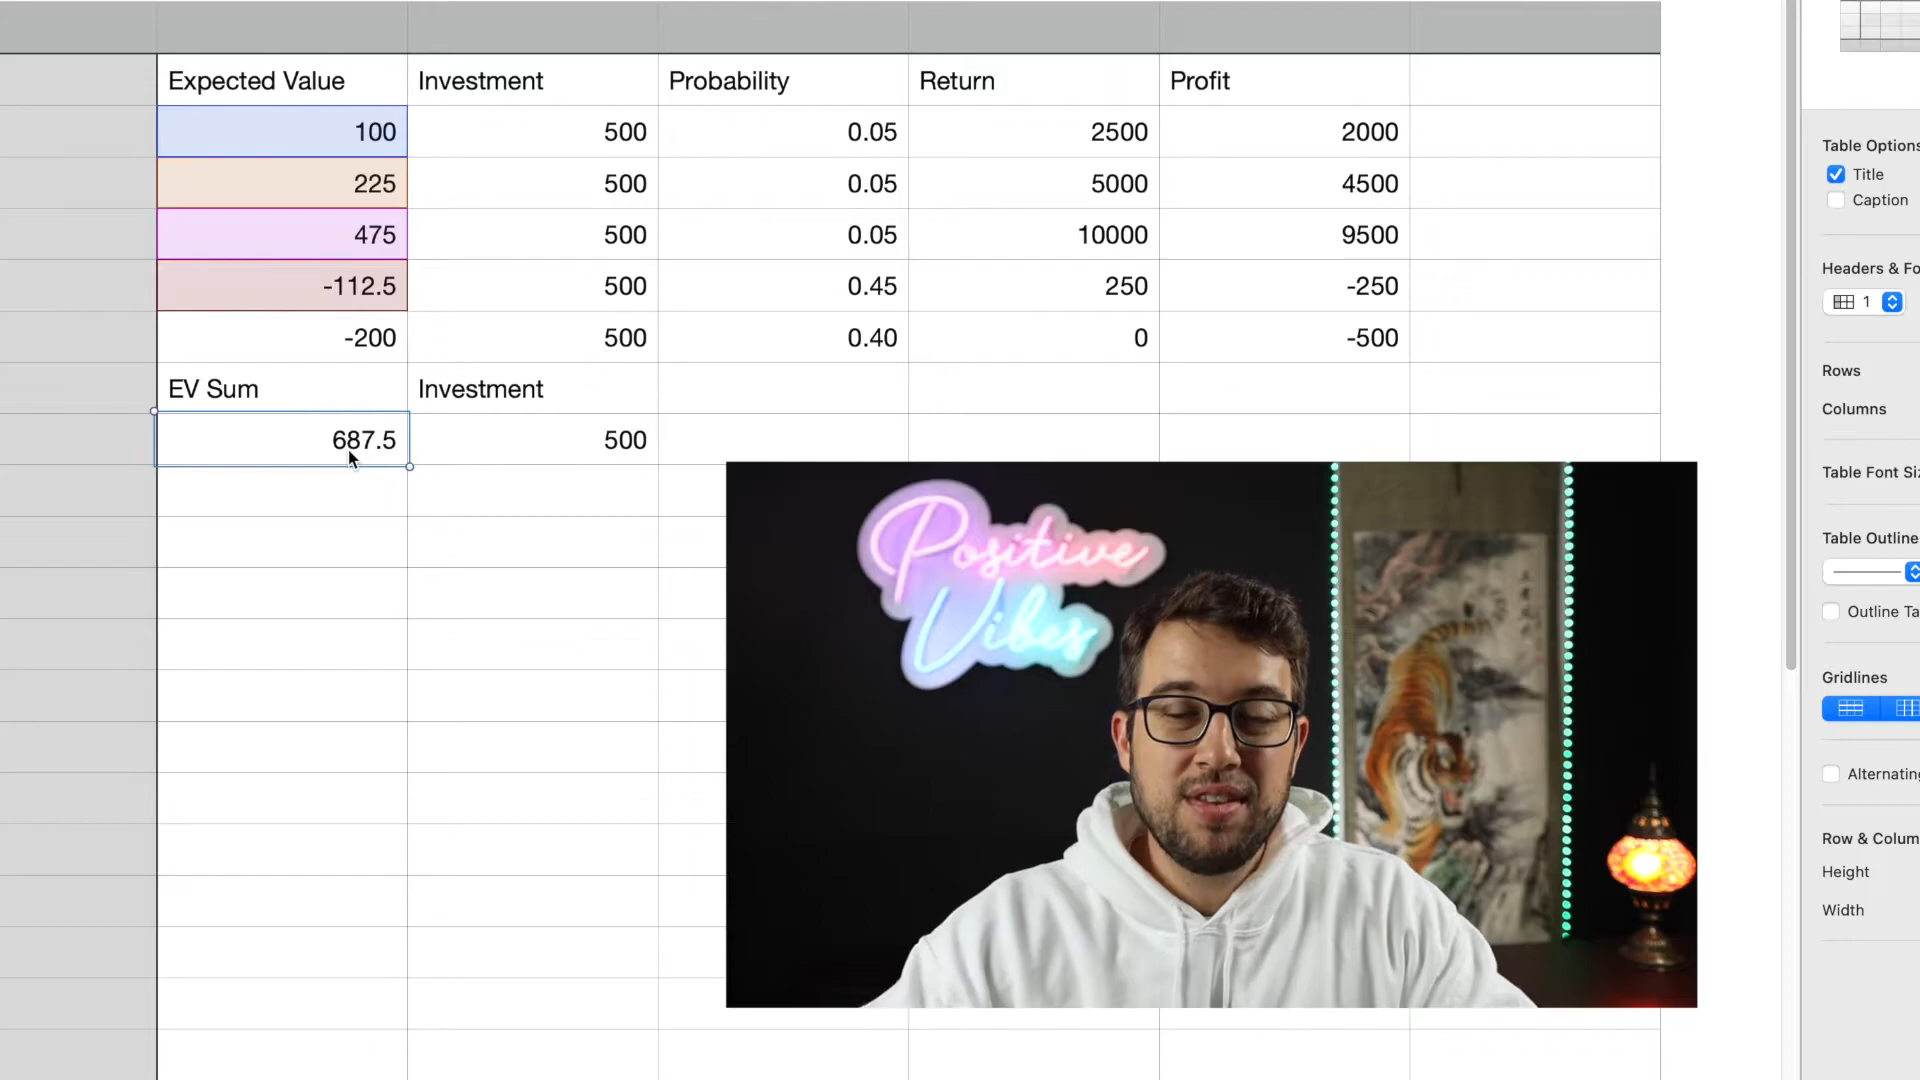 Expected Value Investment Probability Return Profit
100 500 0.05 2500 2000
225 500 0.05 5000 4500
475 500 0.05 10000 9500
-112.5 500 0.45 250 -250
-200 500 0.40 0 -500
EV Sum Investment
687.5 500
Positive
Vibes
Table Options
Title
Caption
Headers & Fo
1
Rows
Columns
Table Font Siz
Table Outline
Outline Ta
Gridlines
Alternating
Row & Colum
Height
Width